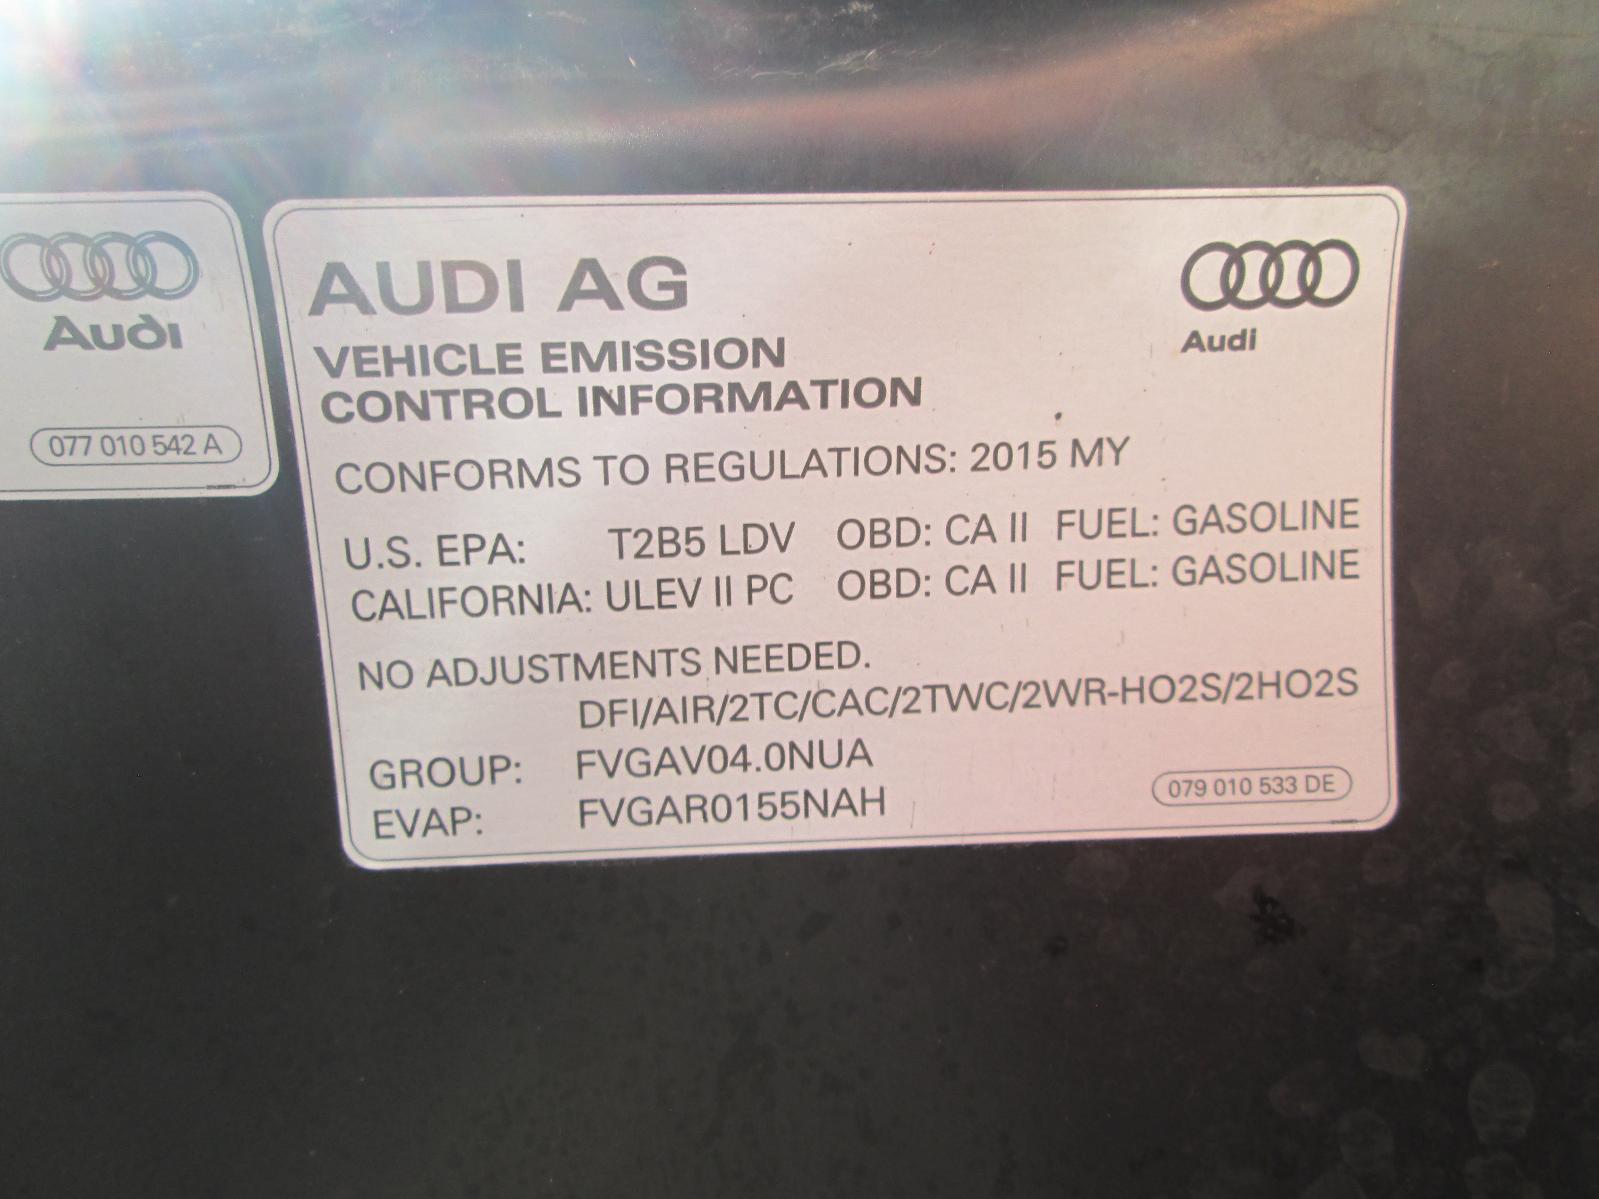 Audi
077 010 542 A
AUDI AG
Audi
VEHICLE EMISSION
CONTROL INFORMATION
CONFORMS TO REGULATIONS: 2015 MY
U.S. EPA: T2B5 LDV OBD: CA II FUEL: GASOLINE
CALIFORNIA: ULEV II PC OBD: CA II FUEL: GASOLINE
NO ADJUSTMENTS NEEDED.
DFI/AIR/2TC/CAC/2TWC/2WR-HO2S/2HO2S
GROUP: FVGAV04.0NUA
EVAP: FVGAR0155NAH
079 010 533 DE